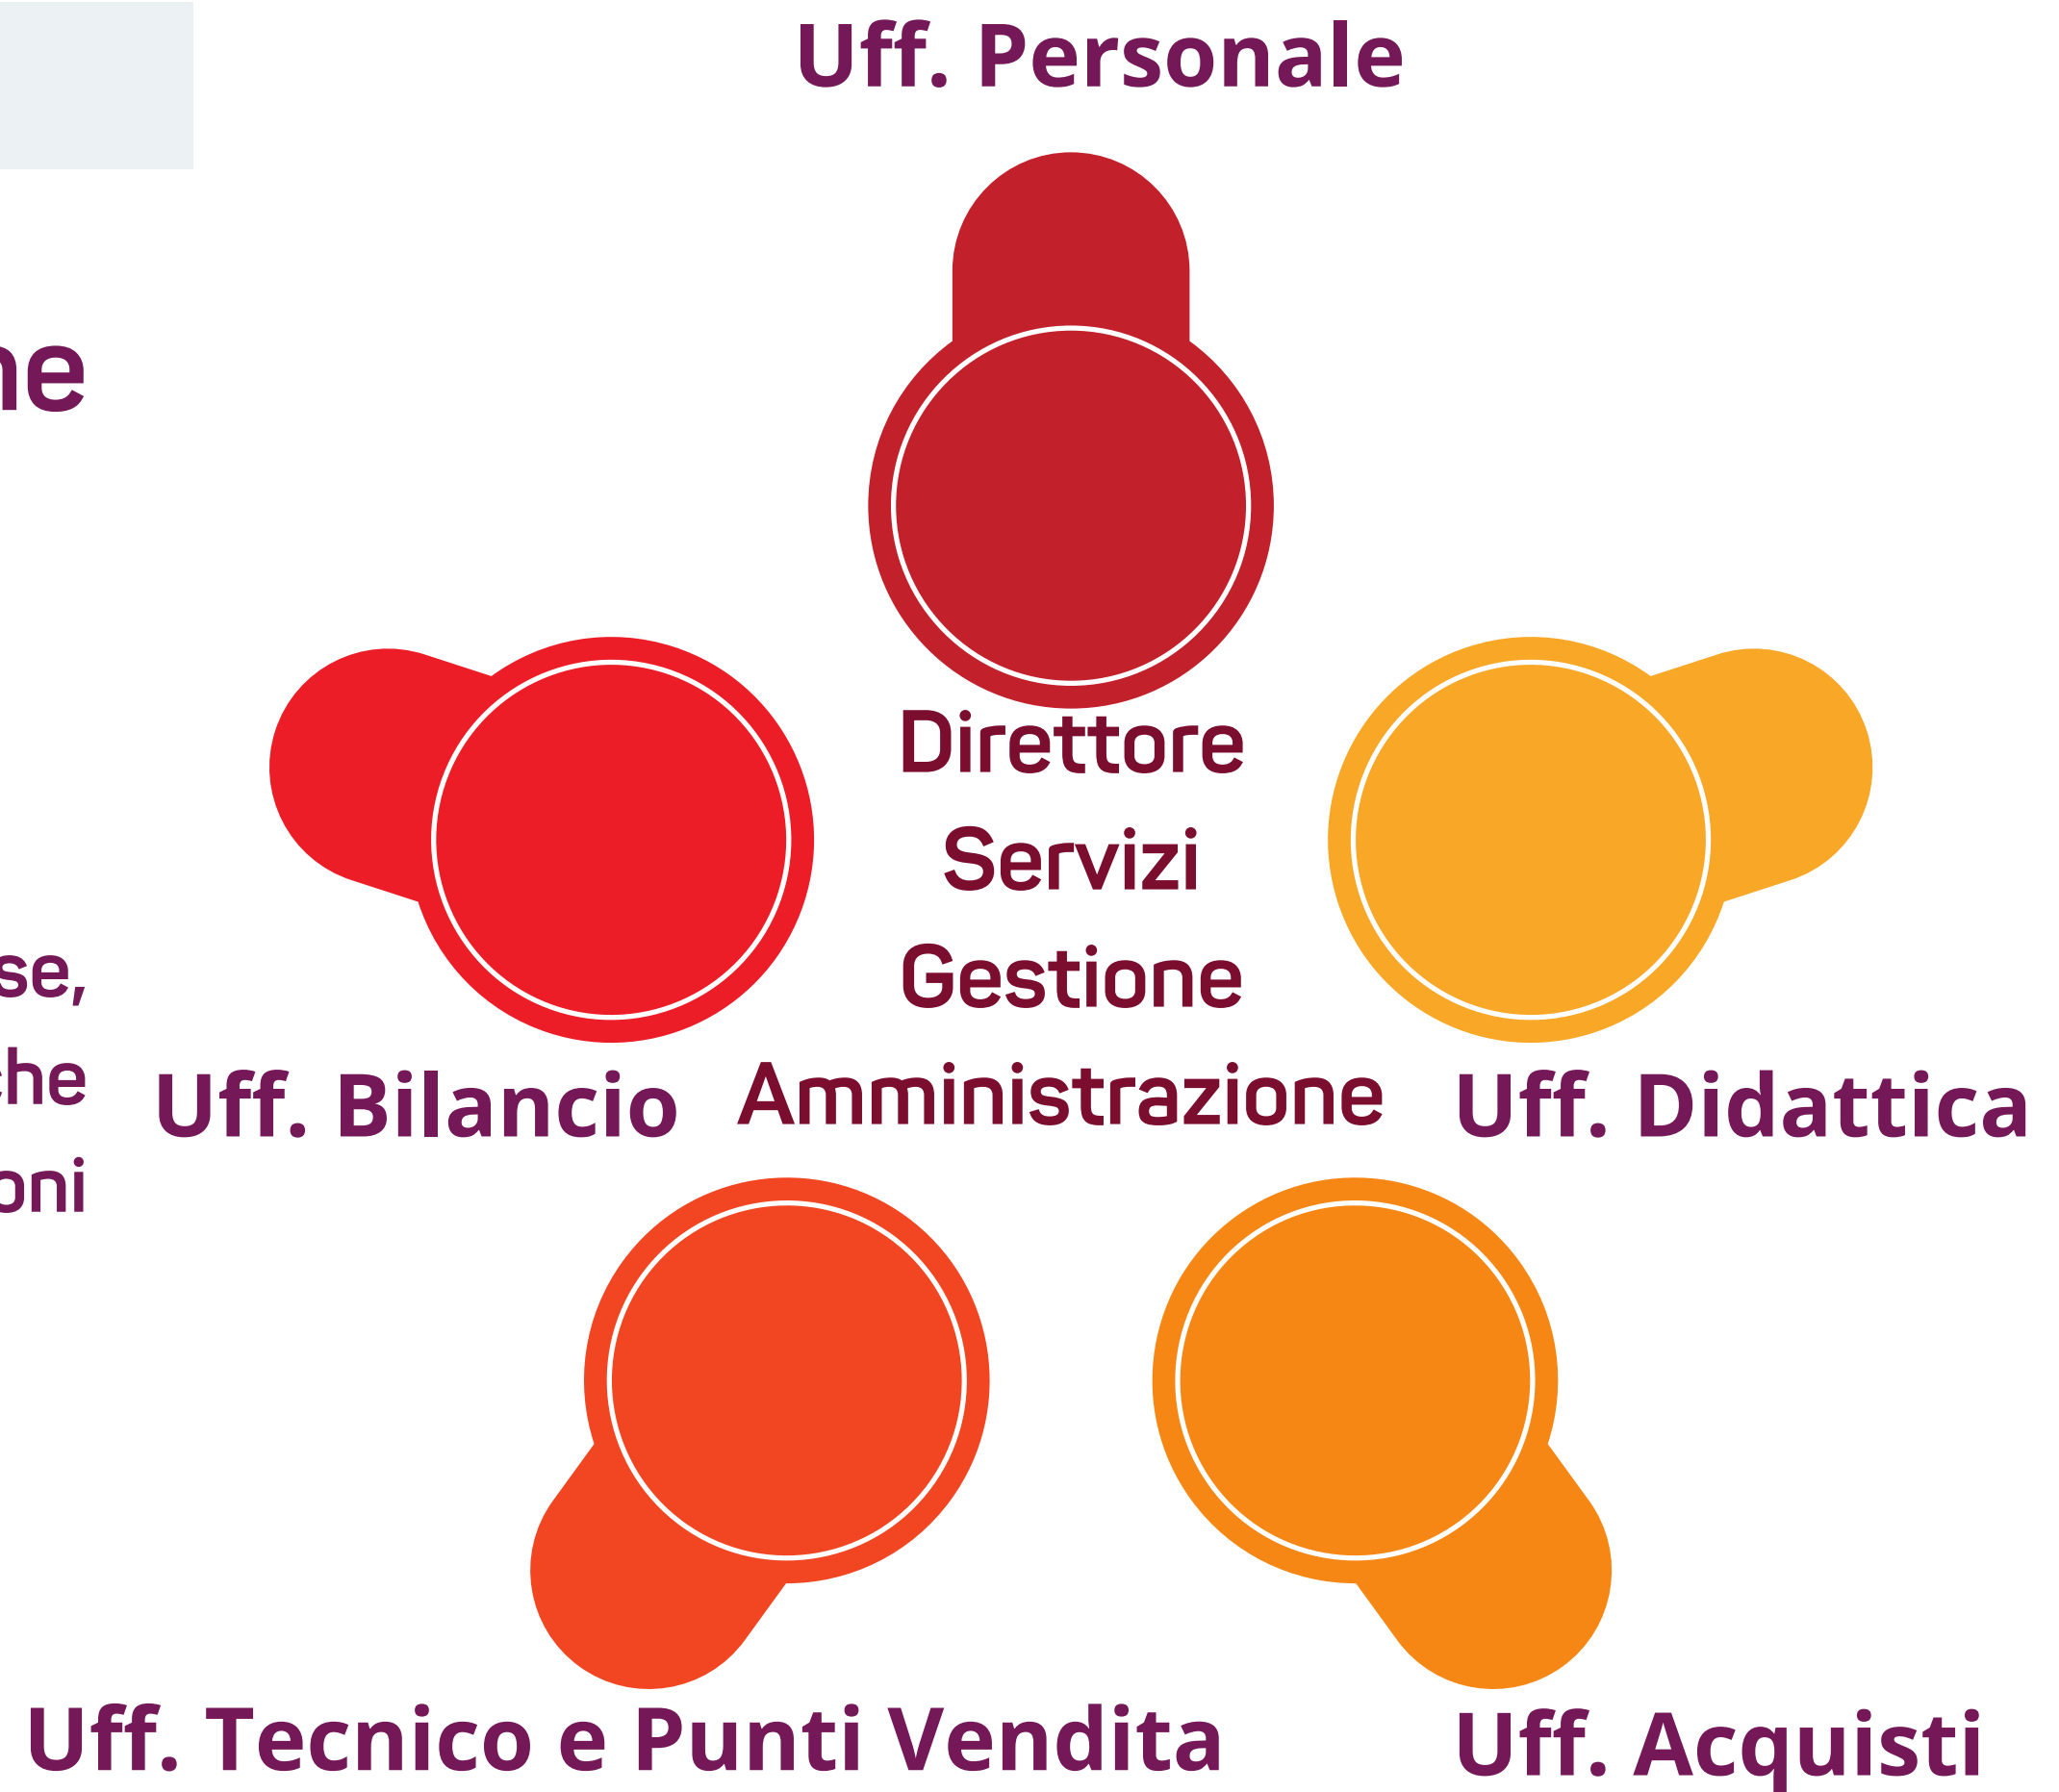 Uff. Personale
Direttore
Servizi
Gestione
Amministrazione
Uff. Bilancio
Uff. Didattica
Uff. Tecnico e Punti Vendita
Uff. Acquisti